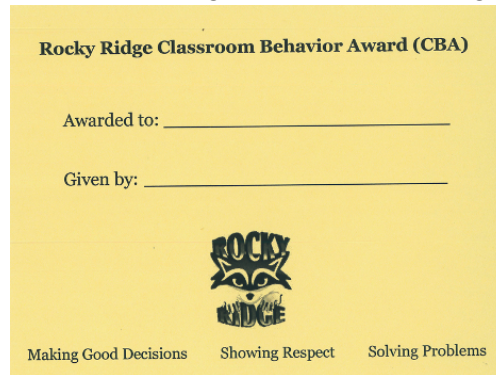 Rocky Ridge Classroom Behavior Award (CBA)
Awarded to:
Given by:
ROCKY
RIDGE
Making Good Decisions Showing Respect Solving Problems